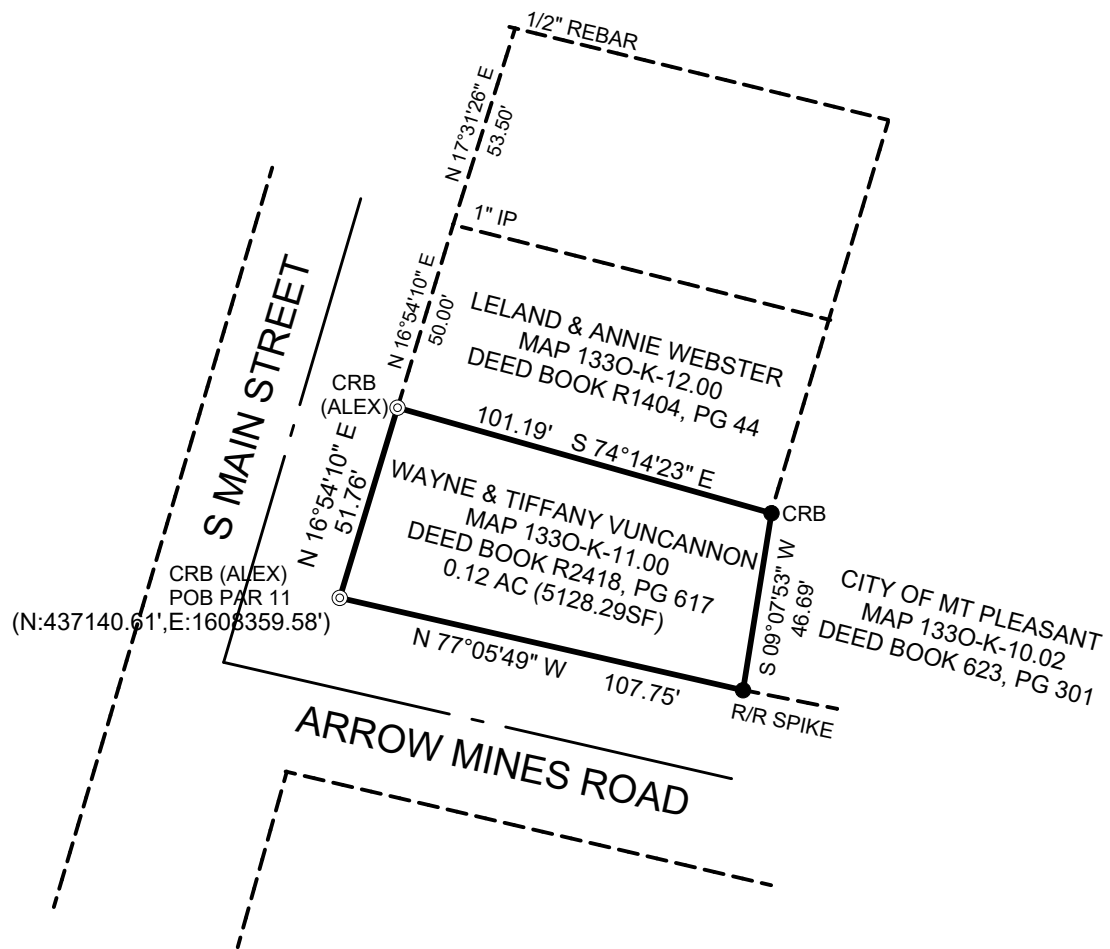 1/2" REBAR
N 17°31'26" E
53.50'
1" IP
N 16°54'10" E
50.00'
LELAND & ANNIE WEBSTER
MAP 133O-K-12.00
DEED BOOK R1404, PG 44
S MAIN STREET
CRB
(ALEX)
101.19' S 74°14'23" E
N 16°54'10" E
51.76'
WAYNE & TIFFANY VUNCANNON
MAP 133O-K-11.00
DEED BOOK R2418, PG 617
0.12 AC (5128.29SF)
CRB
S 09°07'53" W
46.69'
CITY OF MT PLEASANT
MAP 133O-K-10.02
DEED BOOK 623, PG 301
CRB (ALEX)
POB PAR 11
(N:437140.61',E:1608359.58')
N 77°05'49" W 107.75'
R/R SPIKE
ARROW MINES ROAD